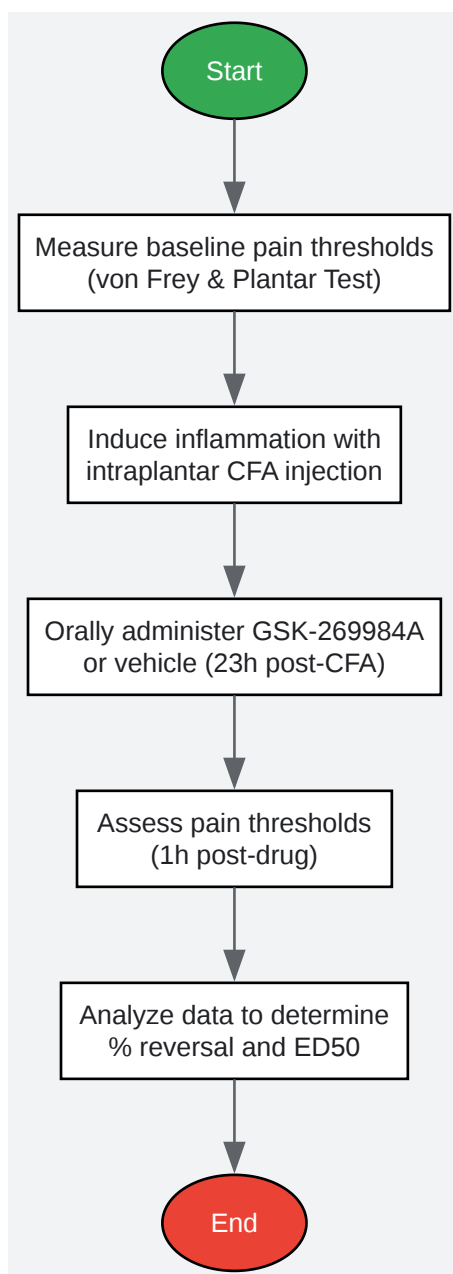 Start
Measure baseline pain thresholds
(von Frey & Plantar Test)
Induce inflammation with
intraplantar CFA injection
Orally administer GSK-269984A
or vehicle (23h post-CFA)
Assess pain thresholds
(1h post-drug)
Analyze data to determine
% reversal and ED50
End